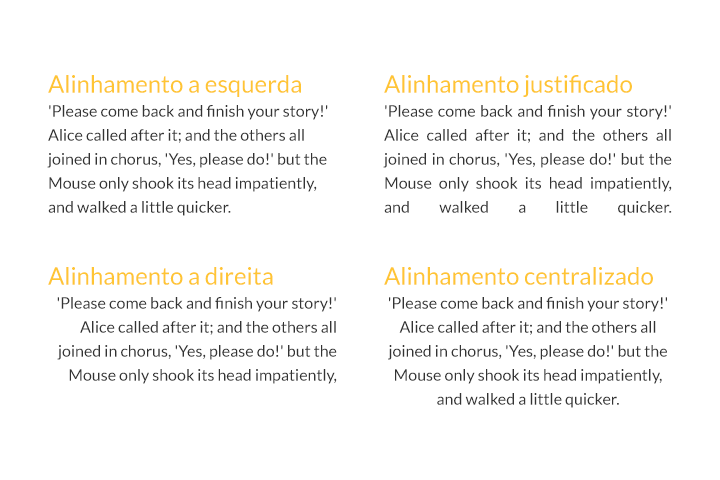 Alinhamento a esquerda
'Please come back and finish your story!'
Alice called after it; and the others all
joined in chorus, 'Yes, please do!' but the
Mouse only shook its head impatiently,
and walked a little quicker.
Alinhamento justificado
'Please come back and finish your story!'
Alice called after it; and the others all
joined in chorus, 'Yes, please do!' but the
Mouse only shook its head impatiently,
and walked a little quicker.
Alinhamento a direita
'Please come back and finish your story!'
Alice called after it; and the others all
joined in chorus, 'Yes, please do!' but the
Mouse only shook its head impatiently,
Alinhamento centralizado
'Please come back and finish your story!'
Alice called after it; and the others all
joined in chorus, 'Yes, please do!' but the
Mouse only shook its head impatiently,
and walked a little quicker.